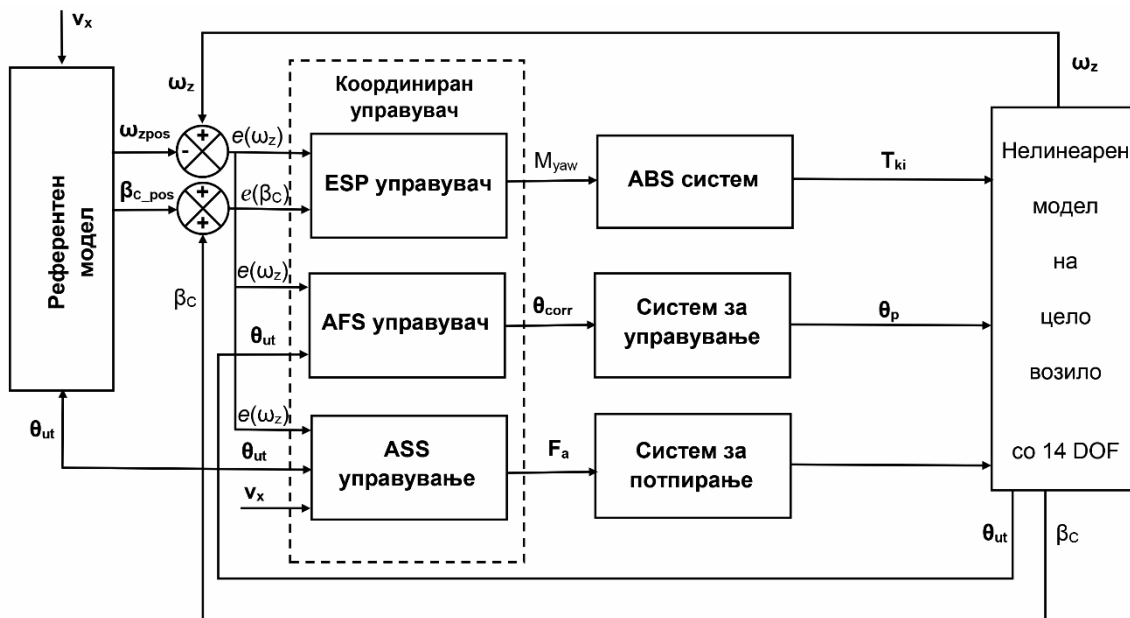 vx
ωz
ωz
Координиран
управувач
ωzpos
e(ωz)
Myaw
Tki
ESP управувач
ABS систем
Нелинеарен
модел
на
цело
возило
со 14 DOF
βc_pos
e(βC)
Референтен
модел
βC
e(ωz)
AFS управувач
θcorr
Систем за
управување
θp
θut
e(ωz)
θut
θut
ASS
управување
Fa
Систем за
потпирање
vx
θut
βC
+
-
+
+